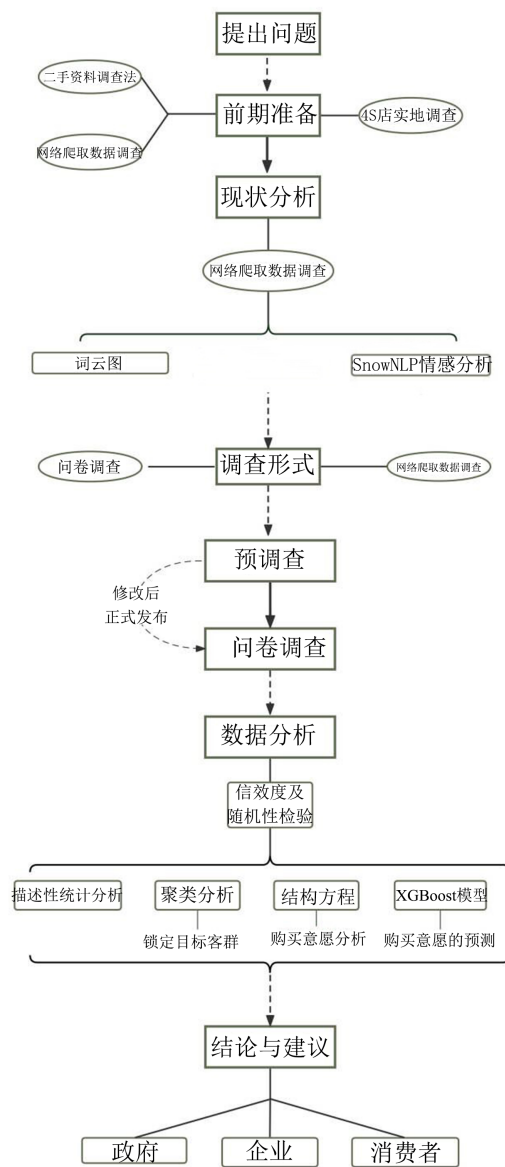 提出问题
二手资料调查法
前期准备
4S店实地调查
网络爬取数据调查
现状分析
网络爬取数据调查
词云图
SnowNLP情感分析
问卷调查
调查形式
网络爬取数据调查
预调查
修改后
正式发布
问卷调查
数据分析
信效度及
随机性检验
描述性统计分析
聚类分析
结构方程
XGBoost模型
锁定目标客群
购买意愿分析
购买意愿的预测
结论与建议
政府
企业
消费者